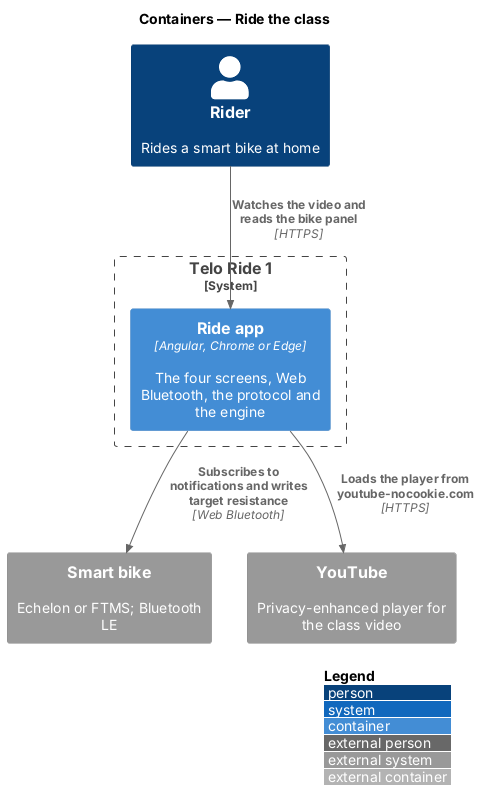 Containers — Ride the class
Rider
Rides a smart bike at home
Watches the video and
reads the bike panel
[HTTPS]
Telo Ride 1
[System]
Ride app
[Angular, Chrome or Edge]
The four screens, Web
Bluetooth, the protocol and
the engine
Subscribes to
notifications and writes
target resistance
[Web Bluetooth]
Loads the player from
youtube-nocookie.com
[HTTPS]
Smart bike
Echelon or FTMS; Bluetooth
LE
YouTube
Privacy-enhanced player for
the class video
Legend
person
system
container
external person
external system
external container